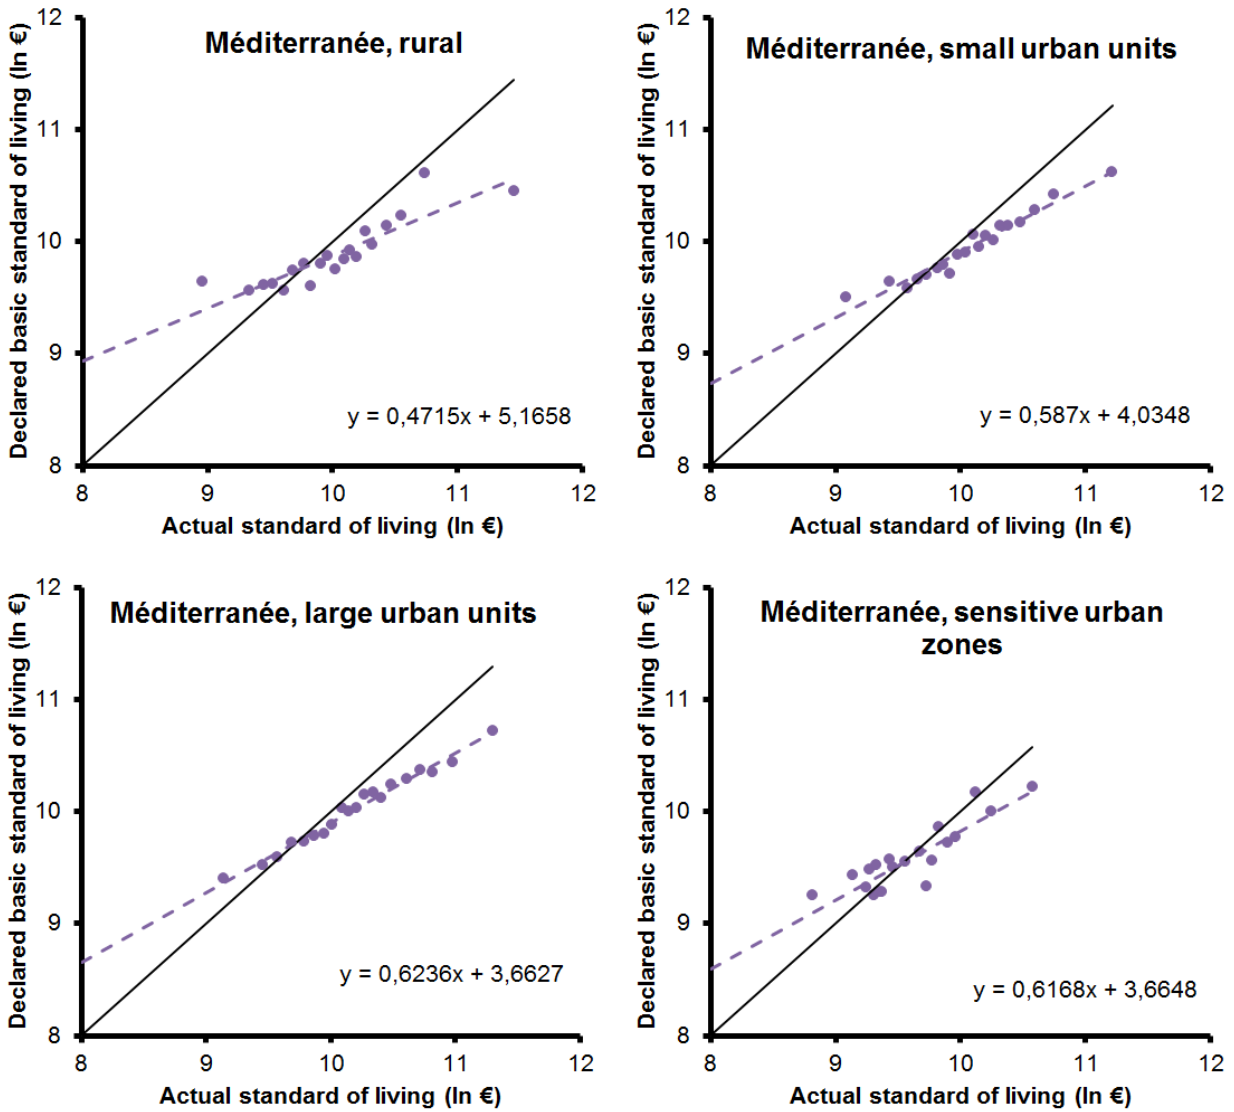 Méditerranée, rural
Declared basic standard of living (ln €)
12
11
10
9
8
8 9 10 11 12
y = 0,4715x + 5,1658
Actual standard of living (ln €)
Méditerranée, small urban units
Declared basic standard of living (ln €)
12
11
10
9
8
8 9 10 11 12
y = 0,587x + 4,0348
Actual standard of living (ln €)
Méditerranée, large urban units
Declared basic standard of living (ln €)
12
11
10
9
8
8 9 10 11 12
y = 0,6236x + 3,6627
Actual standard of living (ln €)
Méditerranée, sensitive urban
zones
Declared basic standard of living (ln €)
12
11
10
9
8
8 9 10 11 12
y = 0,6168x + 3,6648
Actual standard of living (ln €)